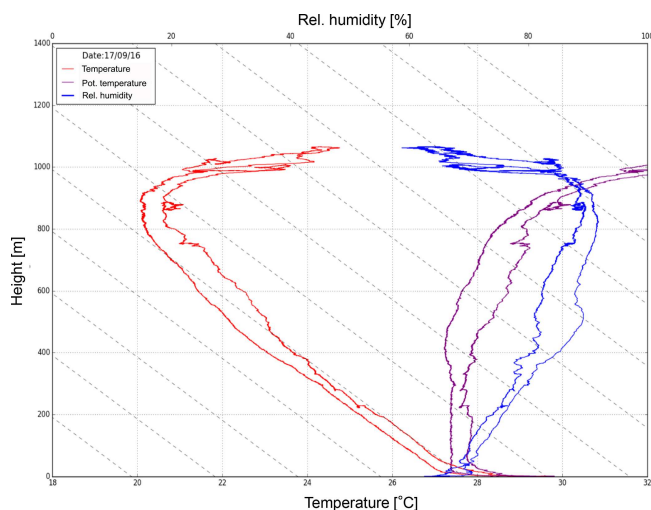 Rel. humidity [%]
0 20 40 60 80 100
1400
Date:17/09/16
Temperature
Pot. temperature
Rel. humidity
1200
1000
800
Height [m]
600
400
200
0
18 20 22 24 26 28 30 32
Temperature [°C]